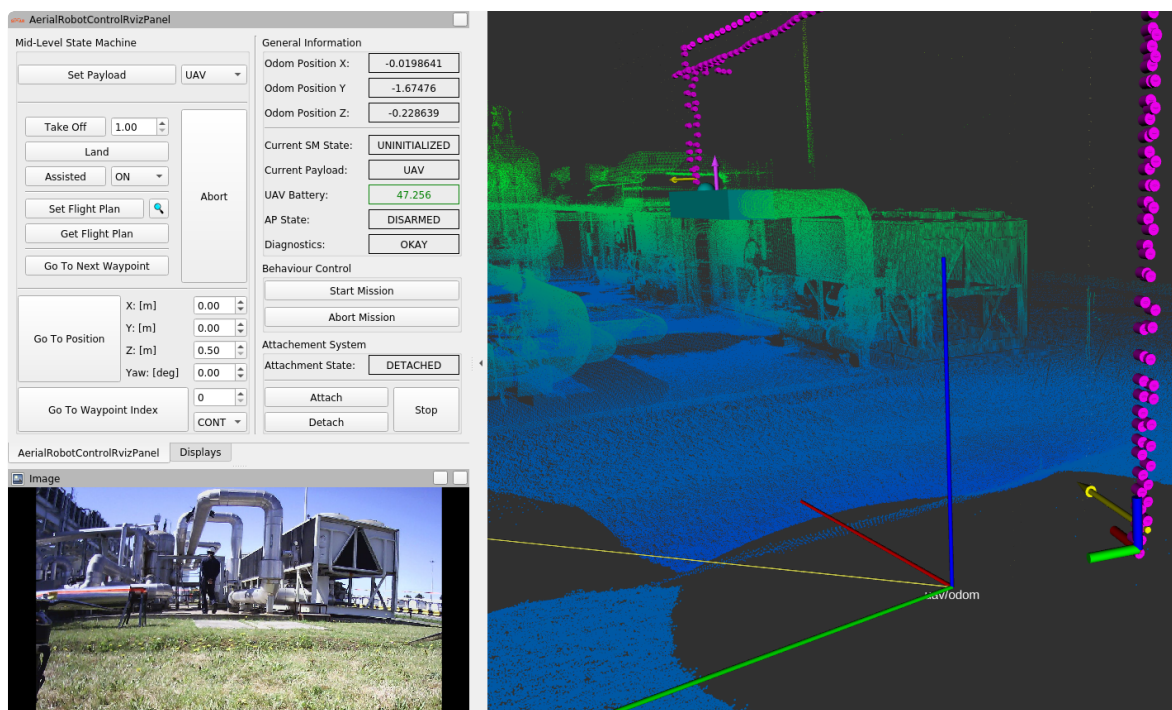 AerialRobotControlRvizPanel
Mid-Level State Machine
Set Payload
UAV
Take Off
1.00
Land
Assisted
ON
Set Flight Plan
Get Flight Plan
Go To Next Waypoint
Abort
Go To Position
X: [m]
0.00
Y: [m]
0.00
Z: [m]
0.50
Yaw: [deg]
0.00
Go To Waypoint Index
0
CONT
General Information
Odom Position X:
-0.0198641
Odom Position Y
-1.67476
Odom Position Z:
-0.228639
Current SM State:
UNINITIALIZED
Current Payload:
UAV
UAV Battery:
47.256
AP State:
DISARMED
Diagnostics:
OKAY
Behaviour Control
Start Mission
Abort Mission
Attachement System
Attachment State:
DETACHED
Attach
Detach
Stop
AerialRobotControlRvizPanel
Displays
Image
uav/odom